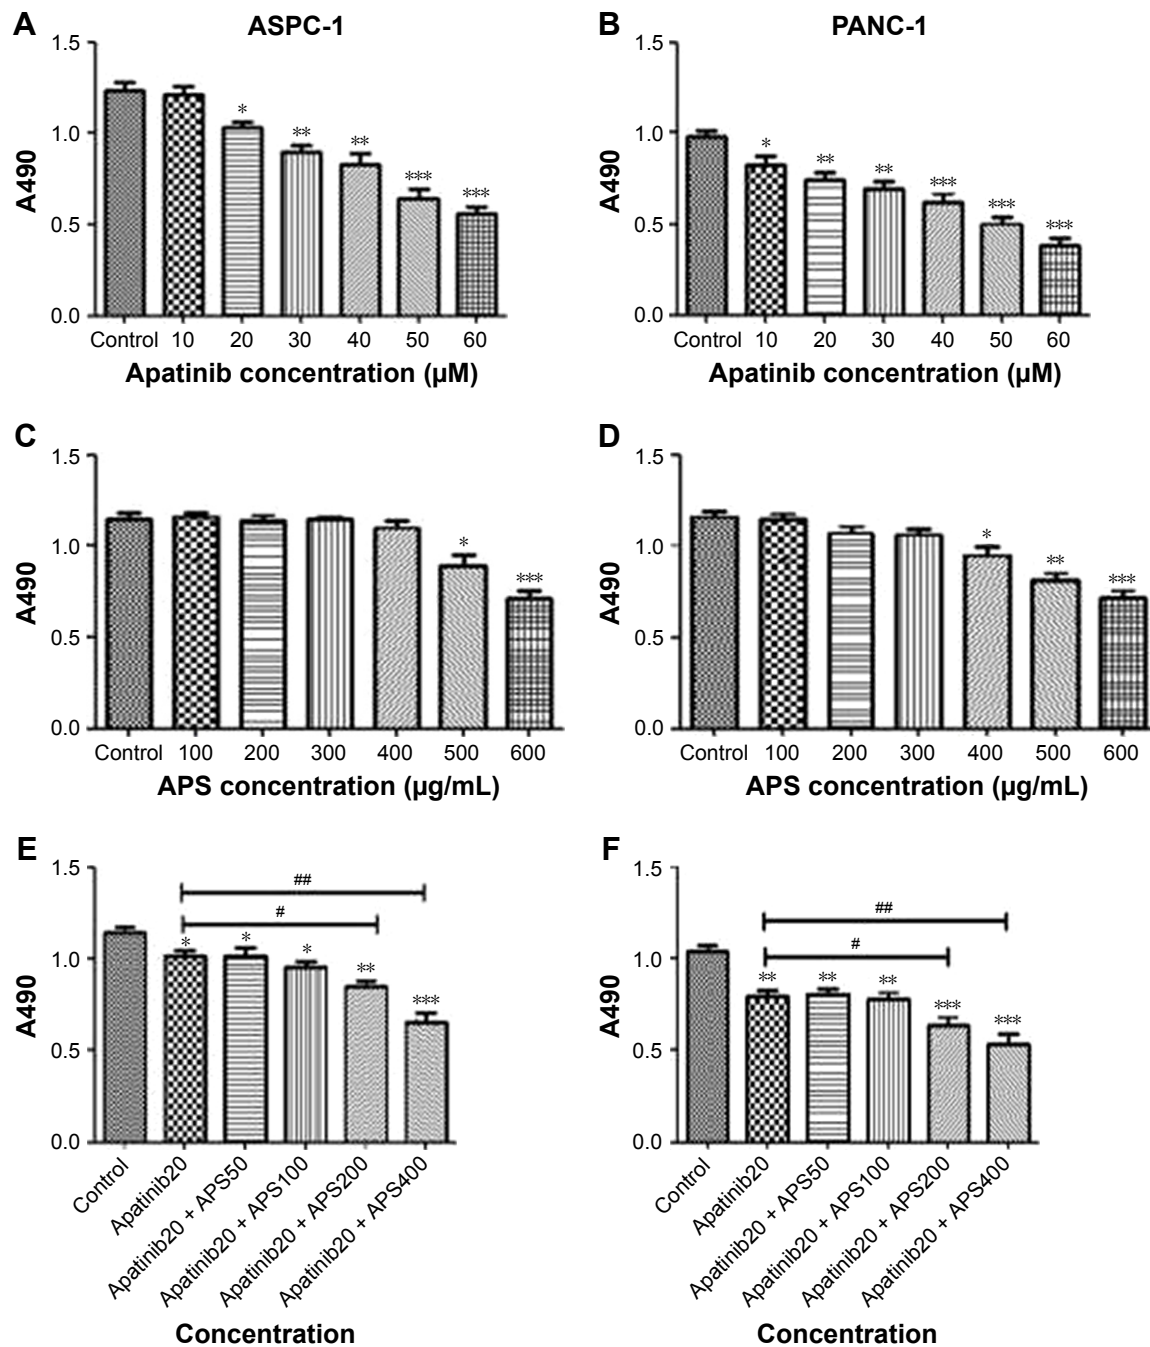 A
ASPC-1
1.5
1.0
0.5
0.0
A490
*
**
**
***
***
Control 10 20 30 40 50 60
Apatinib concentration (µM)
B
PANC-1
1.5
1.0
0.5
0.0
A490
*
**
**
***
***
***
Control 10 20 30 40 50 60
Apatinib concentration (µM)
C
1.5
1.0
0.5
0.0
A490
*
***
Control 100 200 300 400 500 600
APS concentration (µg/mL)
D
1.5
1.0
0.5
0.0
A490
*
**
***
Control 100 200 300 400 500 600
APS concentration (µg/mL)
E
1.5
1.0
0.5
0.0
A490
##
#
*
*
*
**
***
Control
Apatinib20
Apatinib20 + APS50
Apatinib20 + APS100
Apatinib20 + APS200
Apatinib20 + APS400
Concentration
F
1.5
1.0
0.5
0.0
A490
##
#
**
**
**
***
***
Control
Apatinib20
Apatinib20 + APS50
Apatinib20 + APS100
Apatinib20 + APS200
Apatinib20 + APS400
Concentration